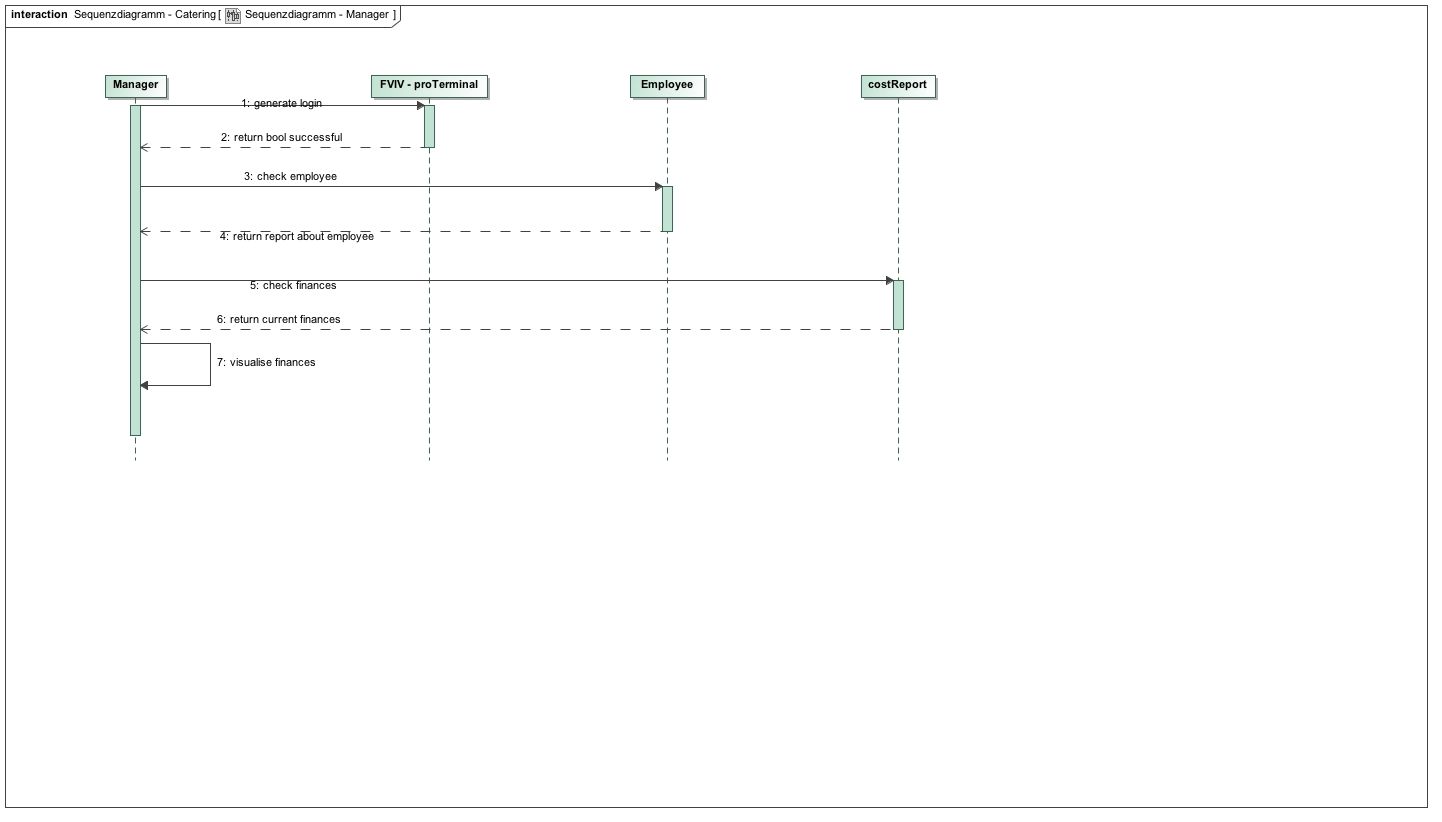 interaction Sequenzdiagramm - Catering [ Sequenzdiagramm - Manager ]
Manager FVIV - proTerminal Employee costReport
1: generate login
2: return bool successful
3: check employee
4: return report about employee
5: check finances
6: return current finances
7: visualise finances